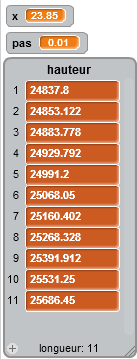 x 23.85
pas 0.01
hauteur
1 24837.8
2 24853.122
3 24883.778
4 24929.792
5 24991.2
6 25068.05
7 25160.402
8 25268.328
9 25391.912
10 25531.25
11 25686.45
+ longueur: 11